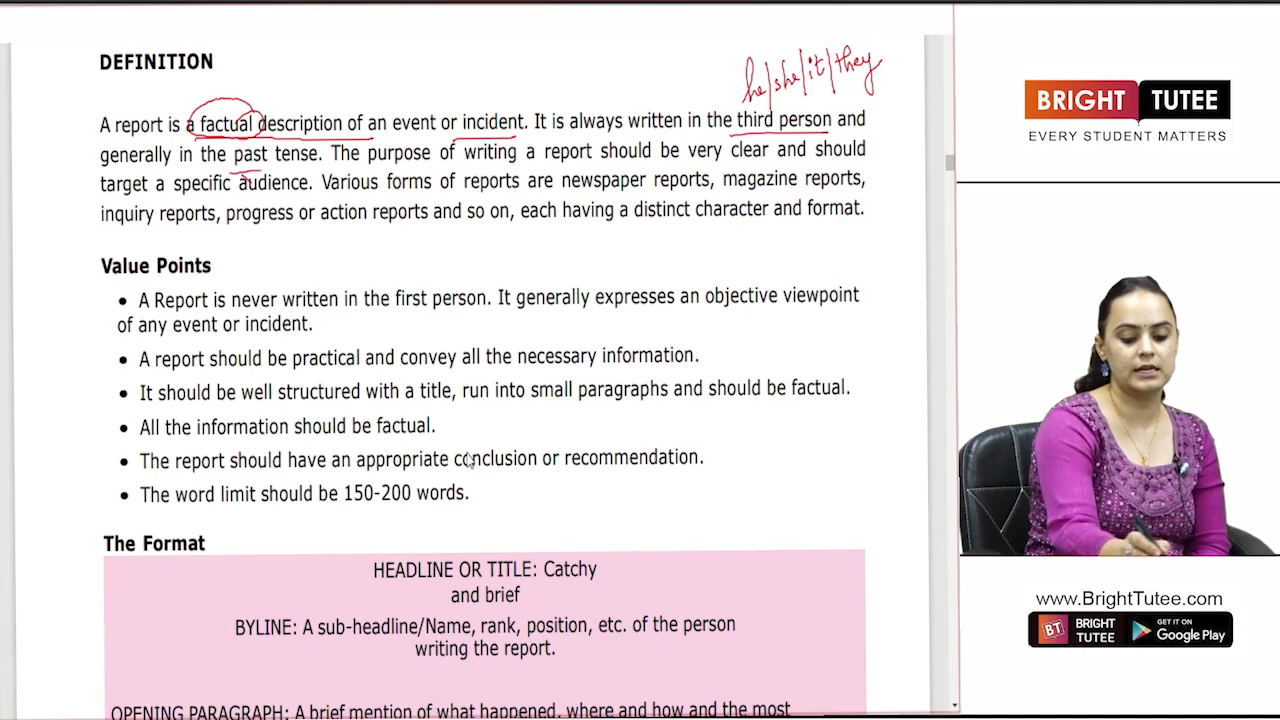 DEFINITION
he/she/it/they
A report is a factual description of an event or incident. It is always written in the third person and
generally in the past tense. The purpose of writing a report should be very clear and should
target a specific audience. Various forms of reports are newspaper reports, magazine reports,
inquiry reports, progress or action reports and so on, each having a distinct character and format.
Value Points
• A Report is never written in the first person. It generally expresses an objective viewpoint
of any event or incident.
• A report should be practical and convey all the necessary information.
• It should be well structured with a title, run into small paragraphs and should be factual.
• All the information should be factual.
• The report should have an appropriate conclusion or recommendation.
• The word limit should be 150-200 words.
The Format
HEADLINE OR TITLE: Catchy
and brief
BYLINE: A sub-headline/Name, rank, position, etc. of the person
writing the report.
OPENING PARAGRAPH: A brief mention of what happened, where and how and the most
BRIGHT TUTEE
EVERY STUDENT MATTERS
www.BrightTutee.com
BT
BRIGHT
TUTEE
GET IT ON
Google Play